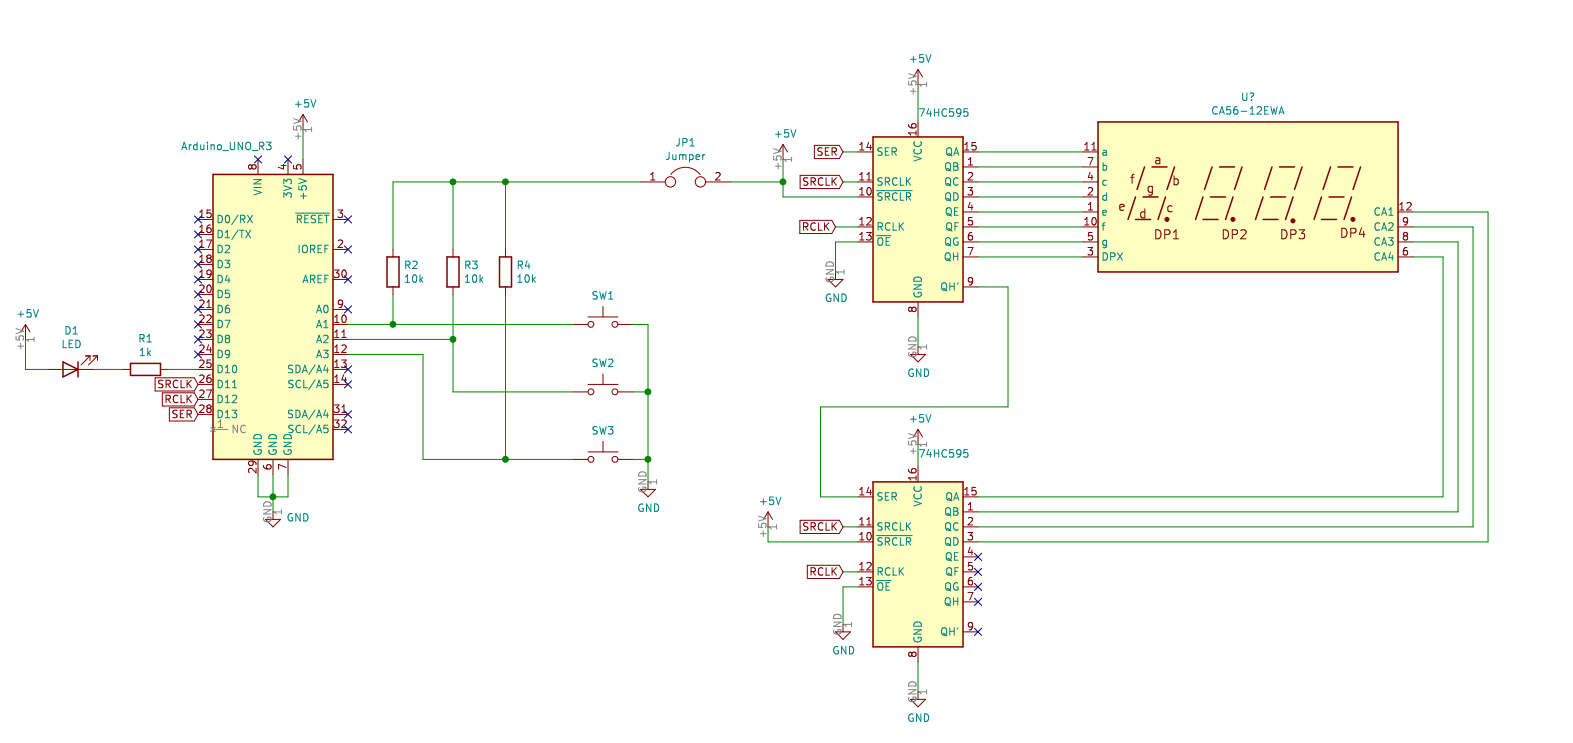 +5V
+5V
1
D1
LED
R1
1k
Arduino_UNO_R3
+5V
+5V
1
8
4
5
VIN
3V3
+5V
15 D0/RX
16 D1/TX
17 D2
18 D3
19 D4
20 D5
21 D6
22 D7
23 D8
24 D9
25 D10
SRCLK 26 D11
RCLK 27 D12
SER 28 D13
1 NC
RESET 3
IOREF 2
AREF 30
A0 9
A1 10
A2 11
A3 12
SDA/A4 13
SCL/A5 14
SDA/A4 31
SCL/A5 32
GND
GND
GND
29
6
7
GND
1
GND
R2
10k
R3
10k
R4
10k
SW1
SW2
SW3
GND
1
GND
JP1
Jumper
1
2
+5V
+5V
1
+5V
+5V
1
74HC595
16
VCC
SER 14 SER
SRCLK 11 SRCLK
10 SRCLR
RCLK 12 RCLK
13 OE
GND
1
GND
QA 15
QB 1
QC 2
QD 3
QE 4
QF 5
QG 6
QH 7
QH' 9
GND
8
GND
1
GND
U?
CA56-12EWA
11 a
7 b
4 c
2 d
1 e
10 f
5 g
3 DPX
a
f
b
g
e
c
d
DP1
DP2
DP3
DP4
CA1 12
CA2 9
CA3 8
CA4 6
+5V
+5V
1
74HC595
16
VCC
+5V
+5V
1
14 SER
SRCLK 11 SRCLK
10 SRCLR
RCLK 12 RCLK
13 OE
GND
1
GND
QA 15
QB 1
QC 2
QD 3
QE 4
QF 5
QG 6
QH 7
QH' 9
GND
8
GND
1
GND